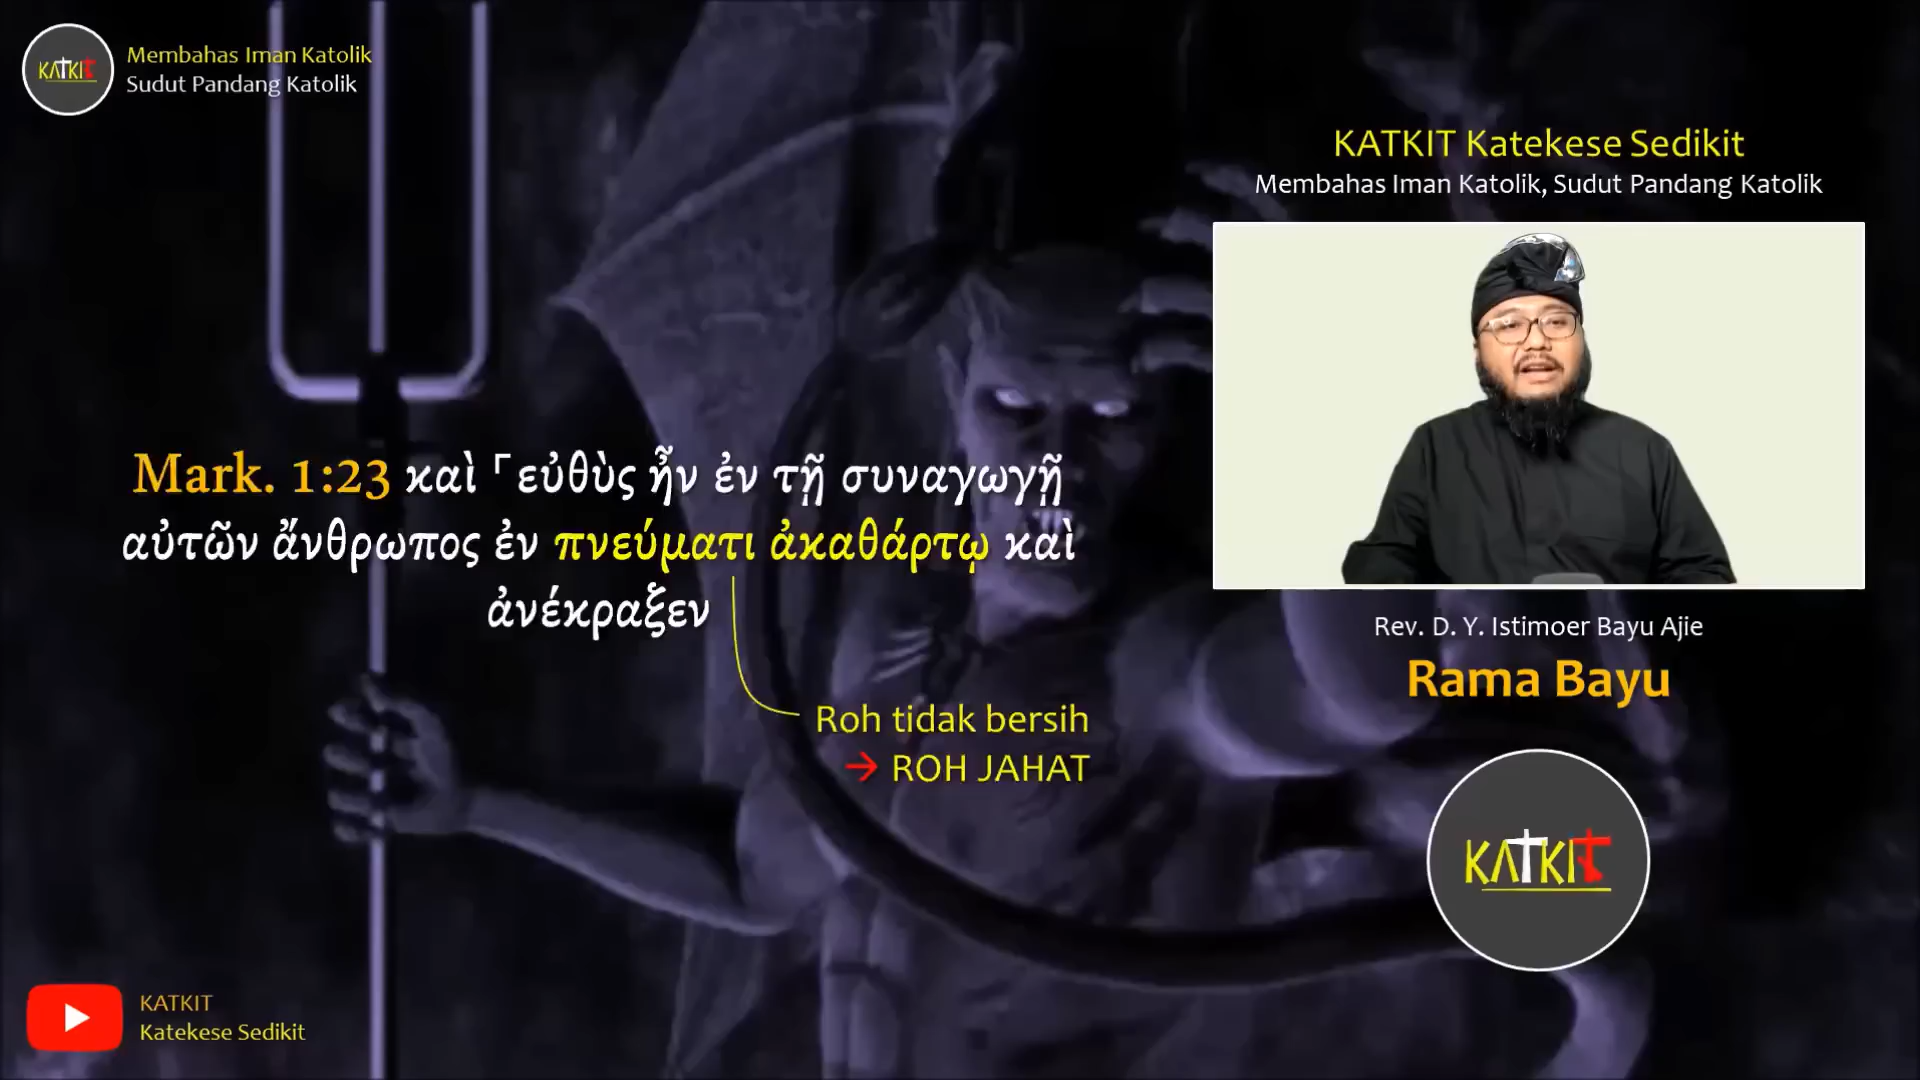 KATKIT
Membahas Iman Katolik
Sudut Pandang Katolik
KATKIT Katekese Sedikit
Membahas Iman Katolik, Sudut Pandang Katolik
Mark. 1:23 καὶ ⸀εὐθὺς ἦν ἐν τῇ συναγωγῇ
αὐτῶν ἄνθρωπος ἐν πνεύματι ἀκαθάρτῳ καὶ
ἀνέκραξεν
Roh tidak bersih
→ ROH JAHAT
Rev. D. Y. Istimoer Bayu Ajie
Rama Bayu
KATKIT
KATKIT
Katekese Sedikit